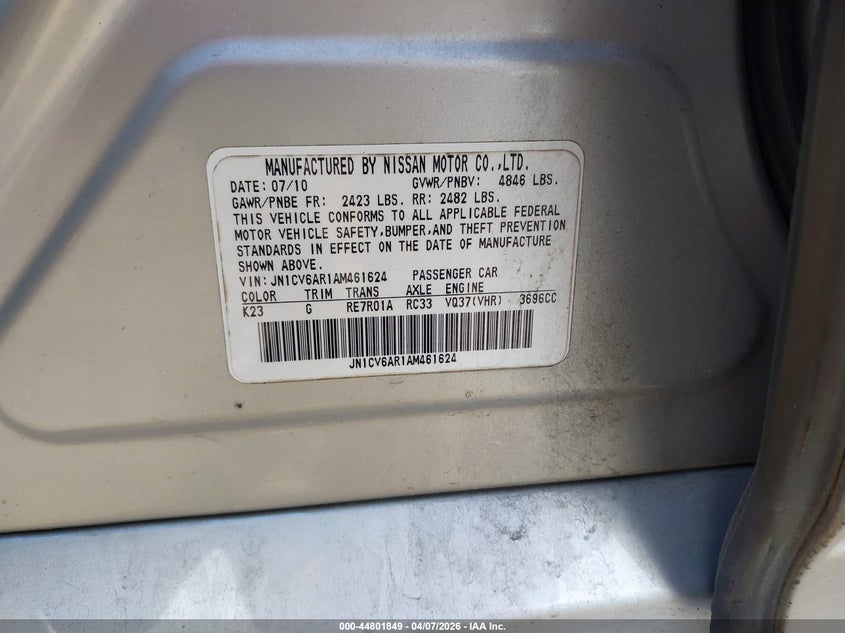 MANUFACTURED BY NISSAN MOTOR CO.,LTD.
DATE: 07/10 GVWR/PNBV: 4846 LBS.
GAWR/PNBE FR: 2423 LBS. RR: 2482 LBS.
THIS VEHICLE CONFORMS TO ALL APPLICABLE FEDERAL
MOTOR VEHICLE SAFETY,BUMPER,AND THEFT PREVENTION
STANDARDS IN EFFECT ON THE DATE OF MANUFACTURE
SHOWN ABOVE.
VIN:JN1CV6AR1AM461624 PASSENGER CAR
COLOR TRIM TRANS AXLE ENGINE
K23 G RE7R01A RC33 VQ37(VHR) 3696CC
JN1CV6AR1AM461624
000-44801849 - 04/07/2026 - IAA Inc.